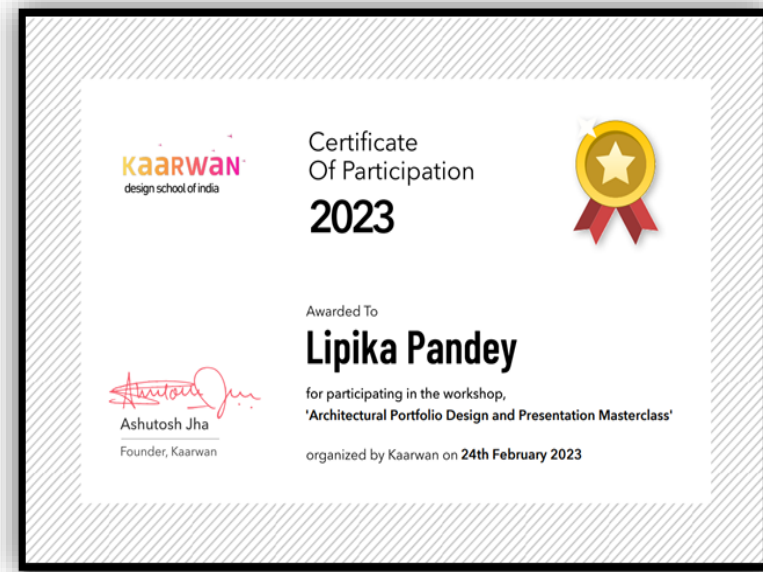 KaaRWaN
design school of india
Certificate
Of Participation
2023
Awarded To
Lipika Pandey
for participating in the workshop,
'Architectural Portfolio Design and Presentation Masterclass'
organized by Kaarwan on 24th February 2023
Ashutosh Jha
Founder, Kaarwan